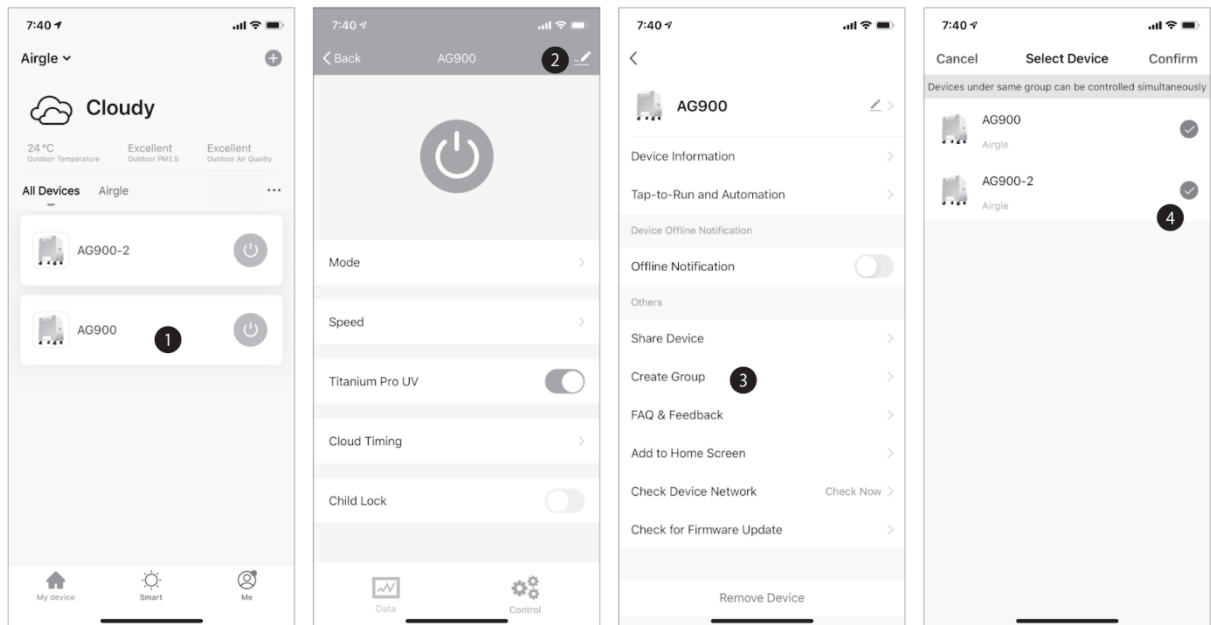 7:40
Airgle
Cloudy
24 °C
Outdoor Temperature
Excellent
Outdoor PM2.5
Excellent
Outdoor Air Quality
All Devices Airgle ...
AG900-2
AG900
1
My device
Smart
Me
7:40
Back AG900 2
Mode
Speed
Titanium Pro UV
Cloud Timing
Child Lock
Data
Control
7:40
AG900
Device Information
Tap-to-Run and Automation
Device Offline Notification
Offline Notification
Others
Share Device
Create Group 3
FAQ & Feedback
Add to Home Screen
Check Device Network Check Now
Check for Firmware Update
Remove Device
7:40
Cancel Select Device Confirm
Devices under same group can be controlled simultaneously
AG900
Airgle
AG900-2
Airgle
4